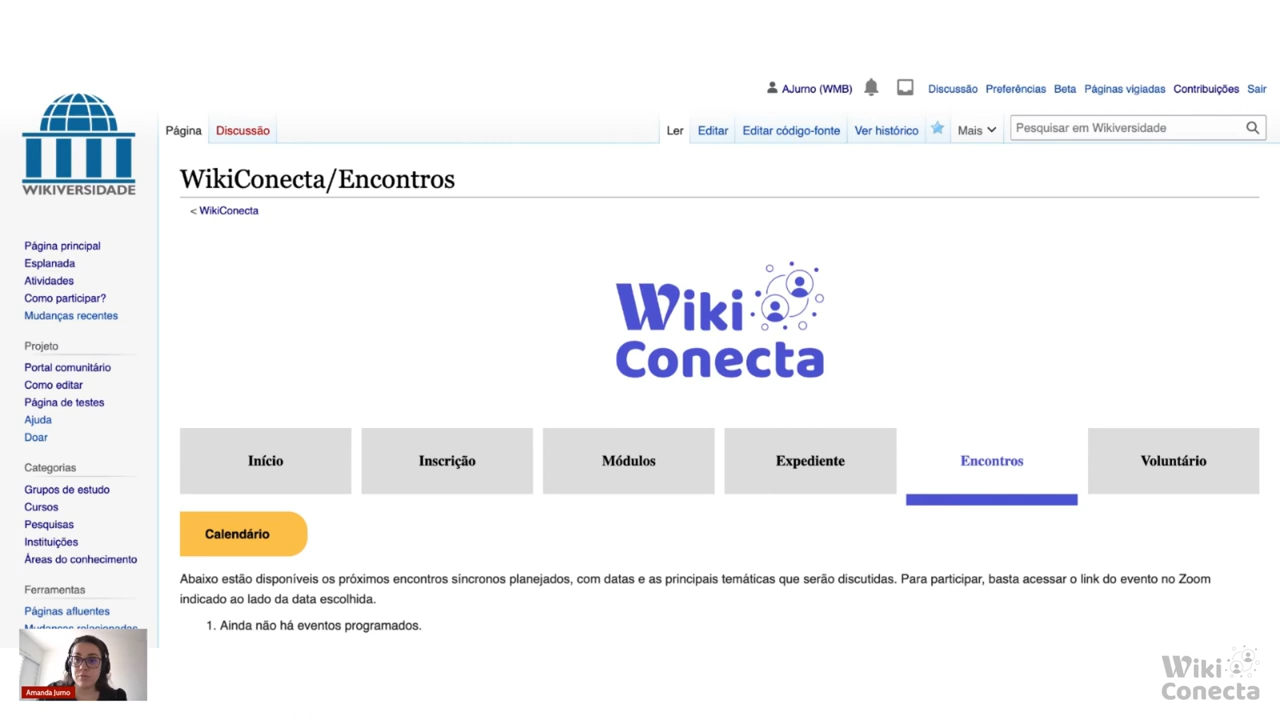 AJurno (WMB) Discussão Preferências Beta Páginas vigiadas Contribuições Sair
Página Discussão Ler Editar Editar código-fonte Ver histórico Mais Pesquisar em Wikiversidade
WIKIVERSIDADE
WikiConecta/Encontros
< WikiConecta
Página principal
Esplanada
Atividades
Como participar?
Mudanças recentes
Projeto
Portal comunitário
Como editar
Página de testes
Ajuda
Doar
Categorias
Grupos de estudo
Cursos
Pesquisas
Instituições
Áreas do conhecimento
Ferramentas
Páginas afluentes
Mudanças relacionadas
Wiki
Conecta
Início Inscrição Módulos Expediente Encontros Voluntário
Calendário
Abaixo estão disponíveis os próximos encontros síncronos planejados, com datas e as principais temáticas que serão discutidas. Para participar, basta acessar o link do evento no Zoom
indicado ao lado da data escolhida.
1. Ainda não há eventos programados.
Amanda Jurno
Wiki
Conecta